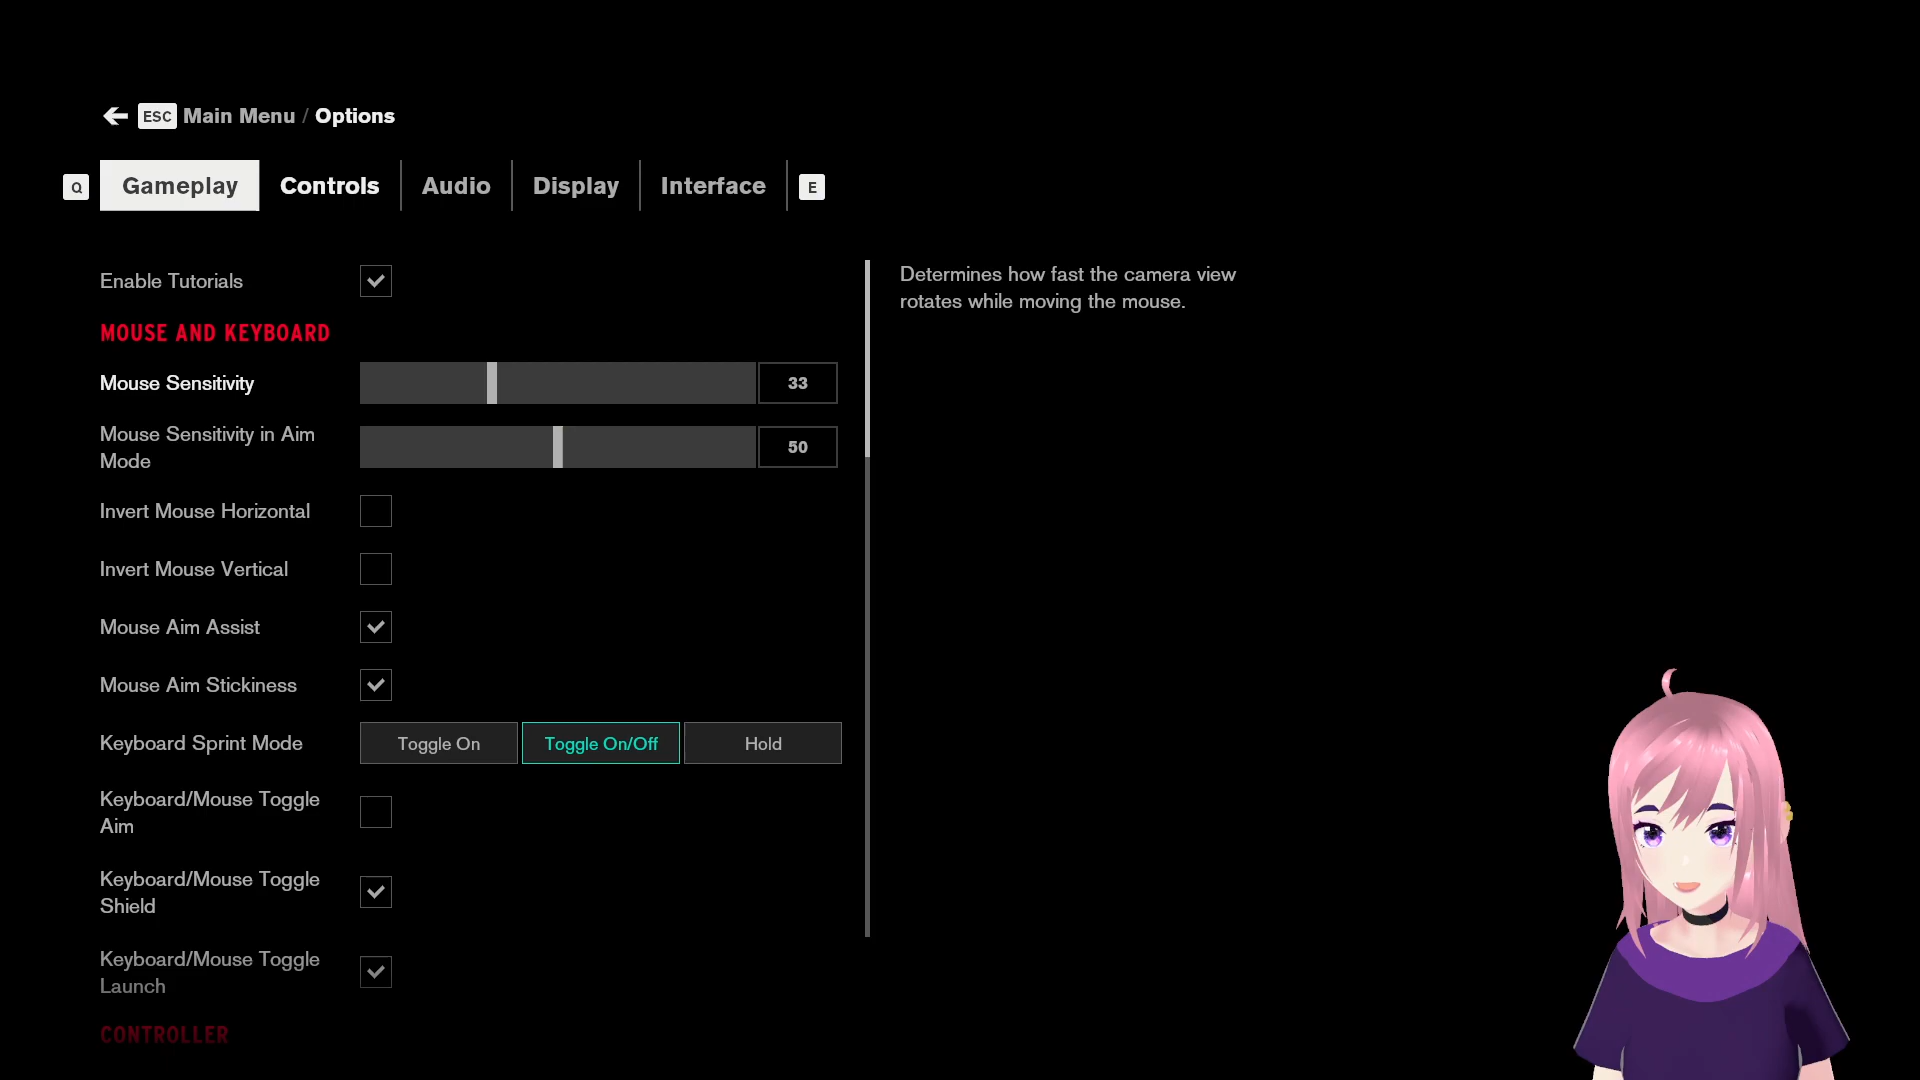 ESC Main Menu / Options
Q Gameplay Controls Audio Display Interface E
Enable Tutorials
Determines how fast the camera view
rotates while moving the mouse.
MOUSE AND KEYBOARD
Mouse Sensitivity 33
Mouse Sensitivity in Aim
Mode
50
Invert Mouse Horizontal
Invert Mouse Vertical
Mouse Aim Assist
Mouse Aim Stickiness
Keyboard Sprint Mode Toggle On Toggle On/Off Hold
Keyboard/Mouse Toggle
Aim
Keyboard/Mouse Toggle
Shield
Keyboard/Mouse Toggle
Launch
CONTROLLER